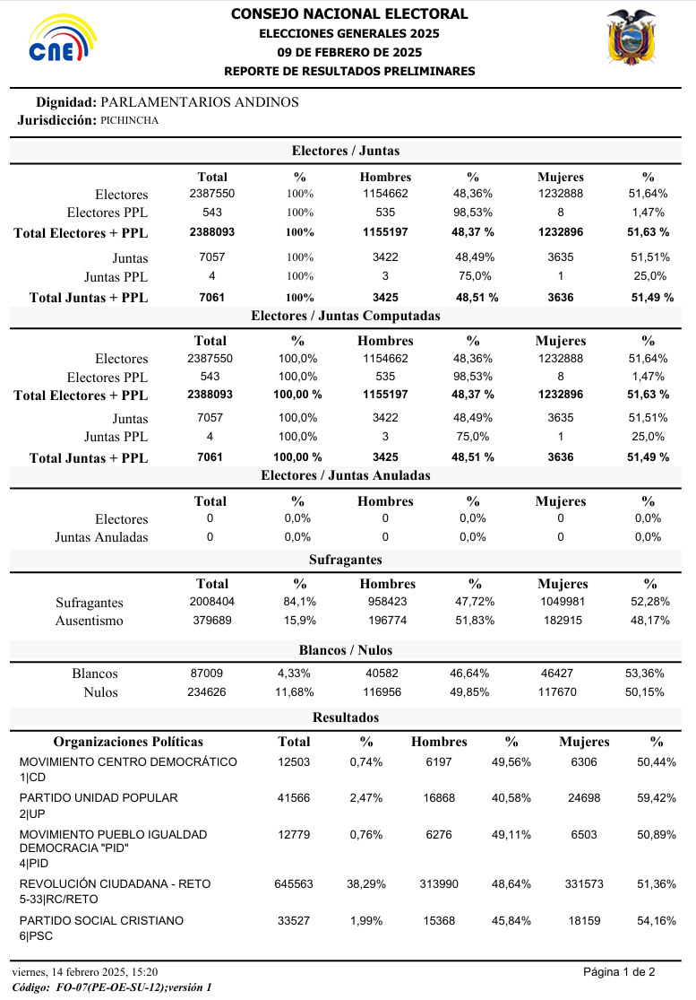 CNE
CONSEJO NACIONAL ELECTORAL
ELECCIONES GENERALES 2025
09 DE FEBRERO DE 2025
REPORTE DE RESULTADOS PRELIMINARES
Dignidad: PARLAMENTARIOS ANDINOS
Jurisdicción: PICHINCHA
Electores / Juntas
Total % Hombres % Mujeres %
Electores 2387550 100% 1154662 48,36% 1232888 51,64%
Electores PPL 543 100% 535 98,53% 8 1,47%
Total Electores + PPL 2388093 100% 1155197 48,37 % 1232896 51,63 %
Juntas 7057 100% 3422 48,49% 3635 51,51%
Juntas PPL 4 100% 3 75,0% 1 25,0%
Total Juntas + PPL 7061 100% 3425 48,51 % 3636 51,49 %
Electores / Juntas Computadas
Total % Hombres % Mujeres %
Electores 2387550 100,0% 1154662 48,36% 1232888 51,64%
Electores PPL 543 100,0% 535 98,53% 8 1,47%
Total Electores + PPL 2388093 100,00 % 1155197 48,37 % 1232896 51,63 %
Juntas 7057 100,0% 3422 48,49% 3635 51,51%
Juntas PPL 4 100,0% 3 75,0% 1 25,0%
Total Juntas + PPL 7061 100,00 % 3425 48,51 % 3636 51,49 %
Electores / Juntas Anuladas
Total % Hombres % Mujeres %
Electores 0 0,0% 0 0,0% 0 0,0%
Juntas Anuladas 0 0,0% 0 0,0% 0 0,0%
Sufragantes
Total % Hombres % Mujeres %
Sufragantes 2008404 84,1% 958423 47,72% 1049981 52,28%
Ausentismo 379689 15,9% 196774 51,83% 182915 48,17%
Blancos / Nulos
Blancos 87009 4,33% 40582 46,64% 46427 53,36%
Nulos 234626 11,68% 116956 49,85% 117670 50,15%
Resultados
Organizaciones Políticas Total % Hombres % Mujeres %
MOVIMIENTO CENTRO DEMOCRÁTICO 12503 0,74% 6197 49,56% 6306 50,44%
1|CD
PARTIDO UNIDAD POPULAR 41566 2,47% 16868 40,58% 24698 59,42%
2|UP
MOVIMIENTO PUEBLO IGUALDAD 12779 0,76% 6276 49,11% 6503 50,89%
DEMOCRACIA "PID"
4|PID
REVOLUCIÓN CIUDADANA - RETO 645563 38,29% 313990 48,64% 331573 51,36%
5-33|RC/RETO
PARTIDO SOCIAL CRISTIANO 33527 1,99% 15368 45,84% 18159 54,16%
6|PSC
viernes, 14 febrero 2025, 15:20 Página 1 de 2
Código: FO-07(PE-OE-SU-12);versión 1